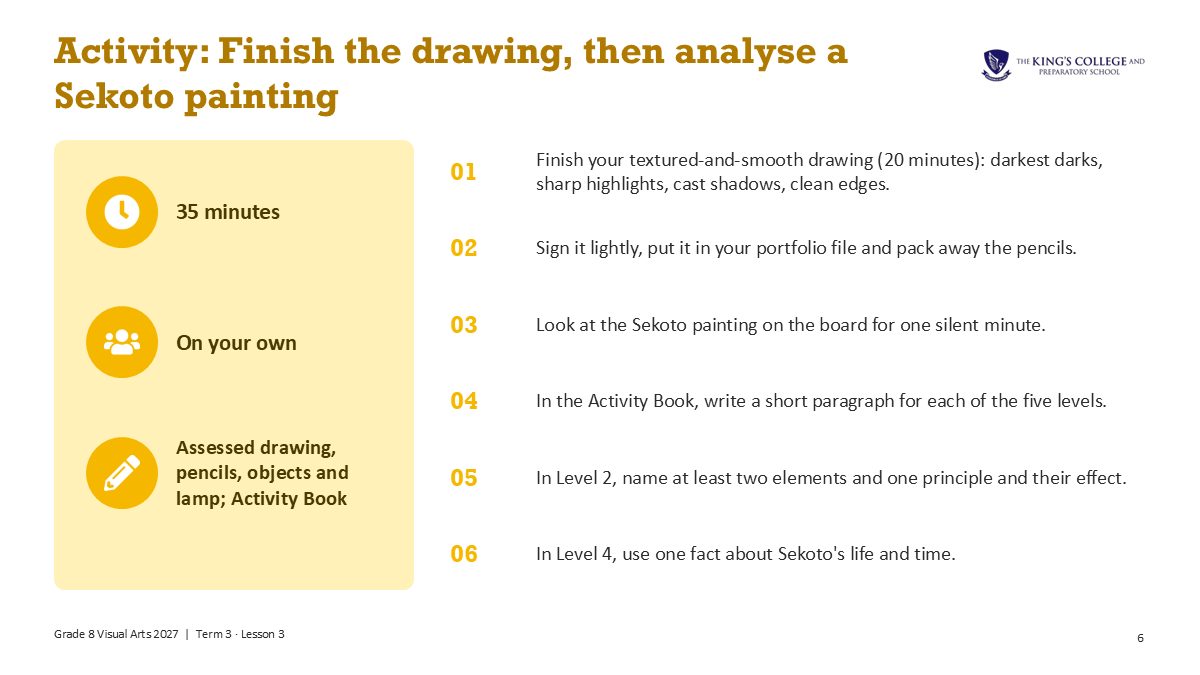 Activity: Finish the drawing, then analyse a
Sekoto painting
THE KING'S COLLEGE AND
PREPARATORY SCHOOL
35 minutes
On your own
Assessed drawing,
pencils, objects and
lamp; Activity Book
01
Finish your textured-and-smooth drawing (20 minutes): darkest darks,
sharp highlights, cast shadows, clean edges.
02
Sign it lightly, put it in your portfolio file and pack away the pencils.
03
Look at the Sekoto painting on the board for one silent minute.
04
In the Activity Book, write a short paragraph for each of the five levels.
05
In Level 2, name at least two elements and one principle and their effect.
06
In Level 4, use one fact about Sekoto's life and time.
Grade 8 Visual Arts 2027 | Term 3 · Lesson 3
6